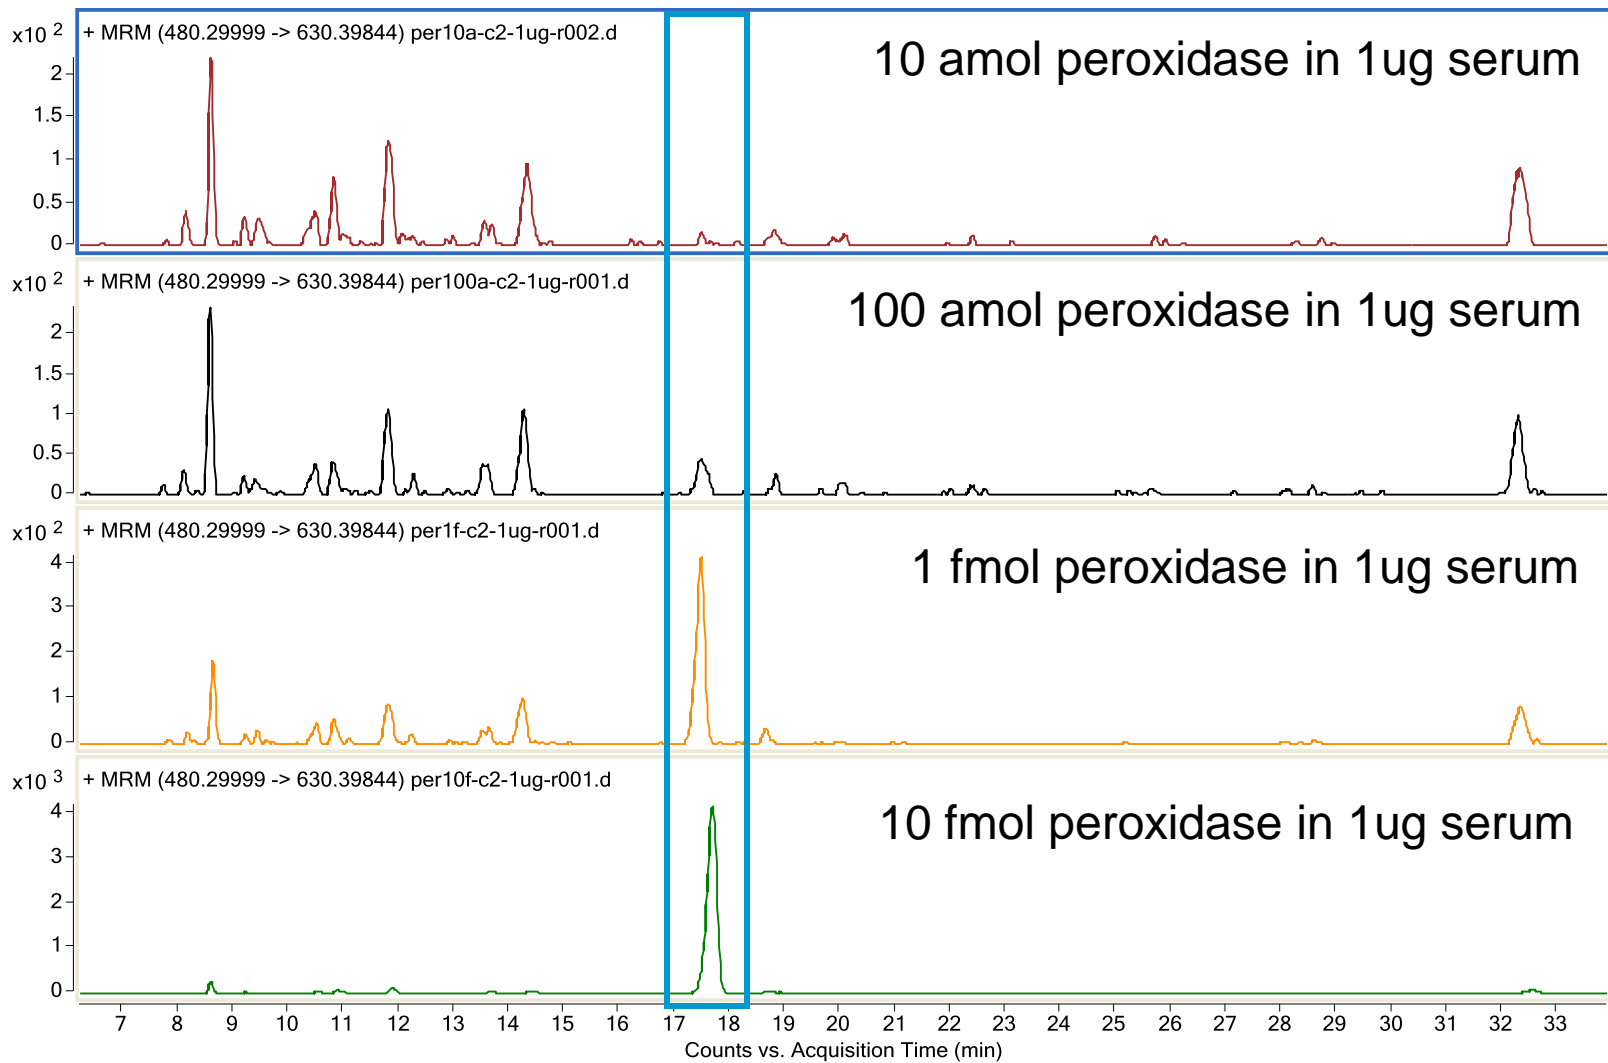 x10 2
+ MRM (480.29999 -> 630.39844) per10a-c2-1ug-r002.d
10 amol peroxidase in 1ug serum
2
1.5
1
0.5
0
x10 2
+ MRM (480.29999 -> 630.39844) per100a-c2-1ug-r001.d
100 amol peroxidase in 1ug serum
2
1.5
1
0.5
0
x10 2
+ MRM (480.29999 -> 630.39844) per1f-c2-1ug-r001.d
1 fmol peroxidase in 1ug serum
4
3
2
1
0
x10 3
+ MRM (480.29999 -> 630.39844) per10f-c2-1ug-r001.d
10 fmol peroxidase in 1ug serum
4
3
2
1
0
7 8 9 10 11 12 13 14 15 16 17 18 19 20 21 22 23 24 25 26 27 28 29 30 31 32 33
Counts vs. Acquisition Time (min)